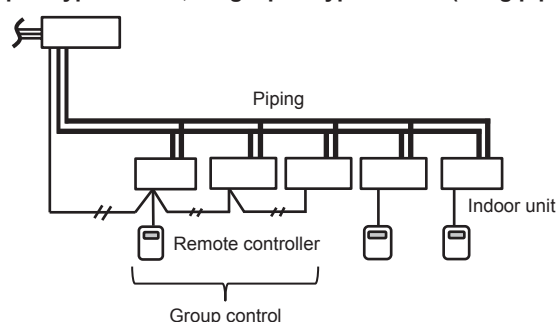 Piping
Indoor unit
Remote controller
Group control